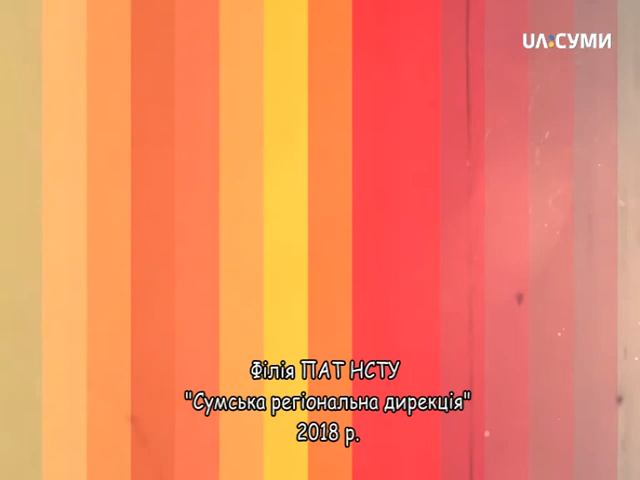 UA:СУМИ
Філія ПАТ НСТУ
"Сумська регіональна дирекція"
2018 р.